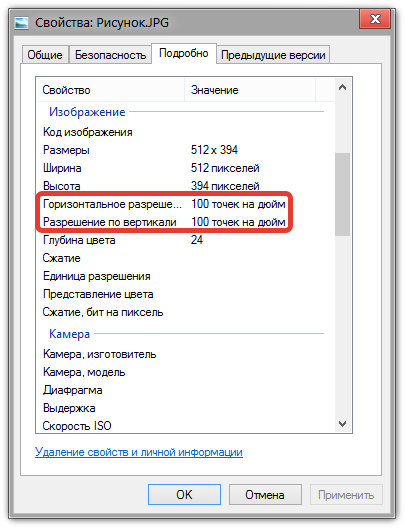 Свойства: Рисунок.JPG
Общие Безопасность Подробно Предыдущие версии
Свойство Значение
Изображение
Код изображения
Размеры 512 x 394
Ширина 512 пикселей
Высота 394 пикселей
Горизонтальное разреше... 100 точек на дюйм
Разрешение по вертикали 100 точек на дюйм
Глубина цвета 24
Сжатие
Единица разрешения
Представление цвета
Сжатие, бит на пиксель
Камера
Камера, изготовитель
Камера, модель
Диафрагма
Выдержка
Скорость ISO
Удаление свойств и личной информации
OK Отмена Применить